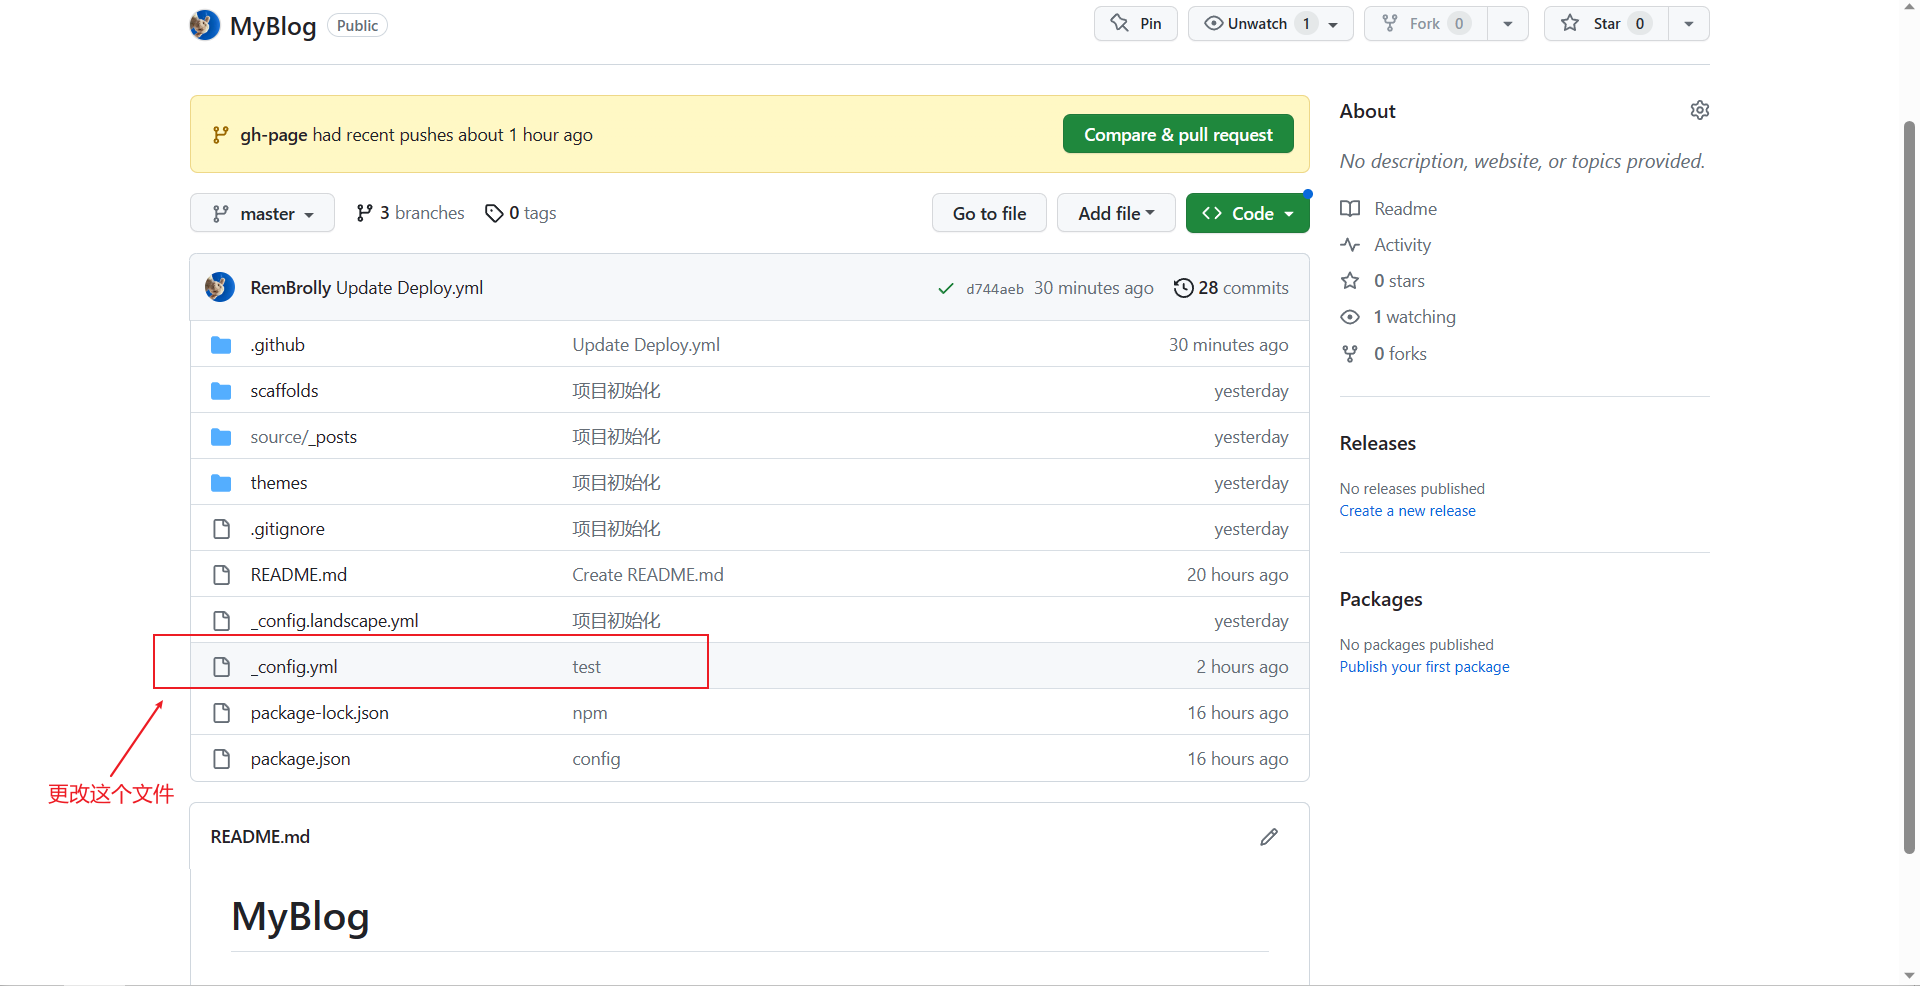 MyBlog Public Pin Unwatch 1 Fork 0 Star 0
gh-page had recent pushes about 1 hour ago Compare & pull request
master 3 branches 0 tags Go to file Add file Code
RemBrolly Update Deploy.yml d744aeb 30 minutes ago 28 commits
.github Update Deploy.yml 30 minutes ago
scaffolds 项目初始化 yesterday
source/_posts 项目初始化 yesterday
themes 项目初始化 yesterday
.gitignore 项目初始化 yesterday
README.md Create README.md 20 hours ago
_config.landscape.yml 项目初始化 yesterday
_config.yml test 2 hours ago
package-lock.json npm 16 hours ago
package.json config 16 hours ago
更改这个文件
README.md
MyBlog
About
No description, website, or topics provided.
Readme
Activity
0 stars
1 watching
0 forks
Releases
No releases published
Create a new release
Packages
No packages published
Publish your first package